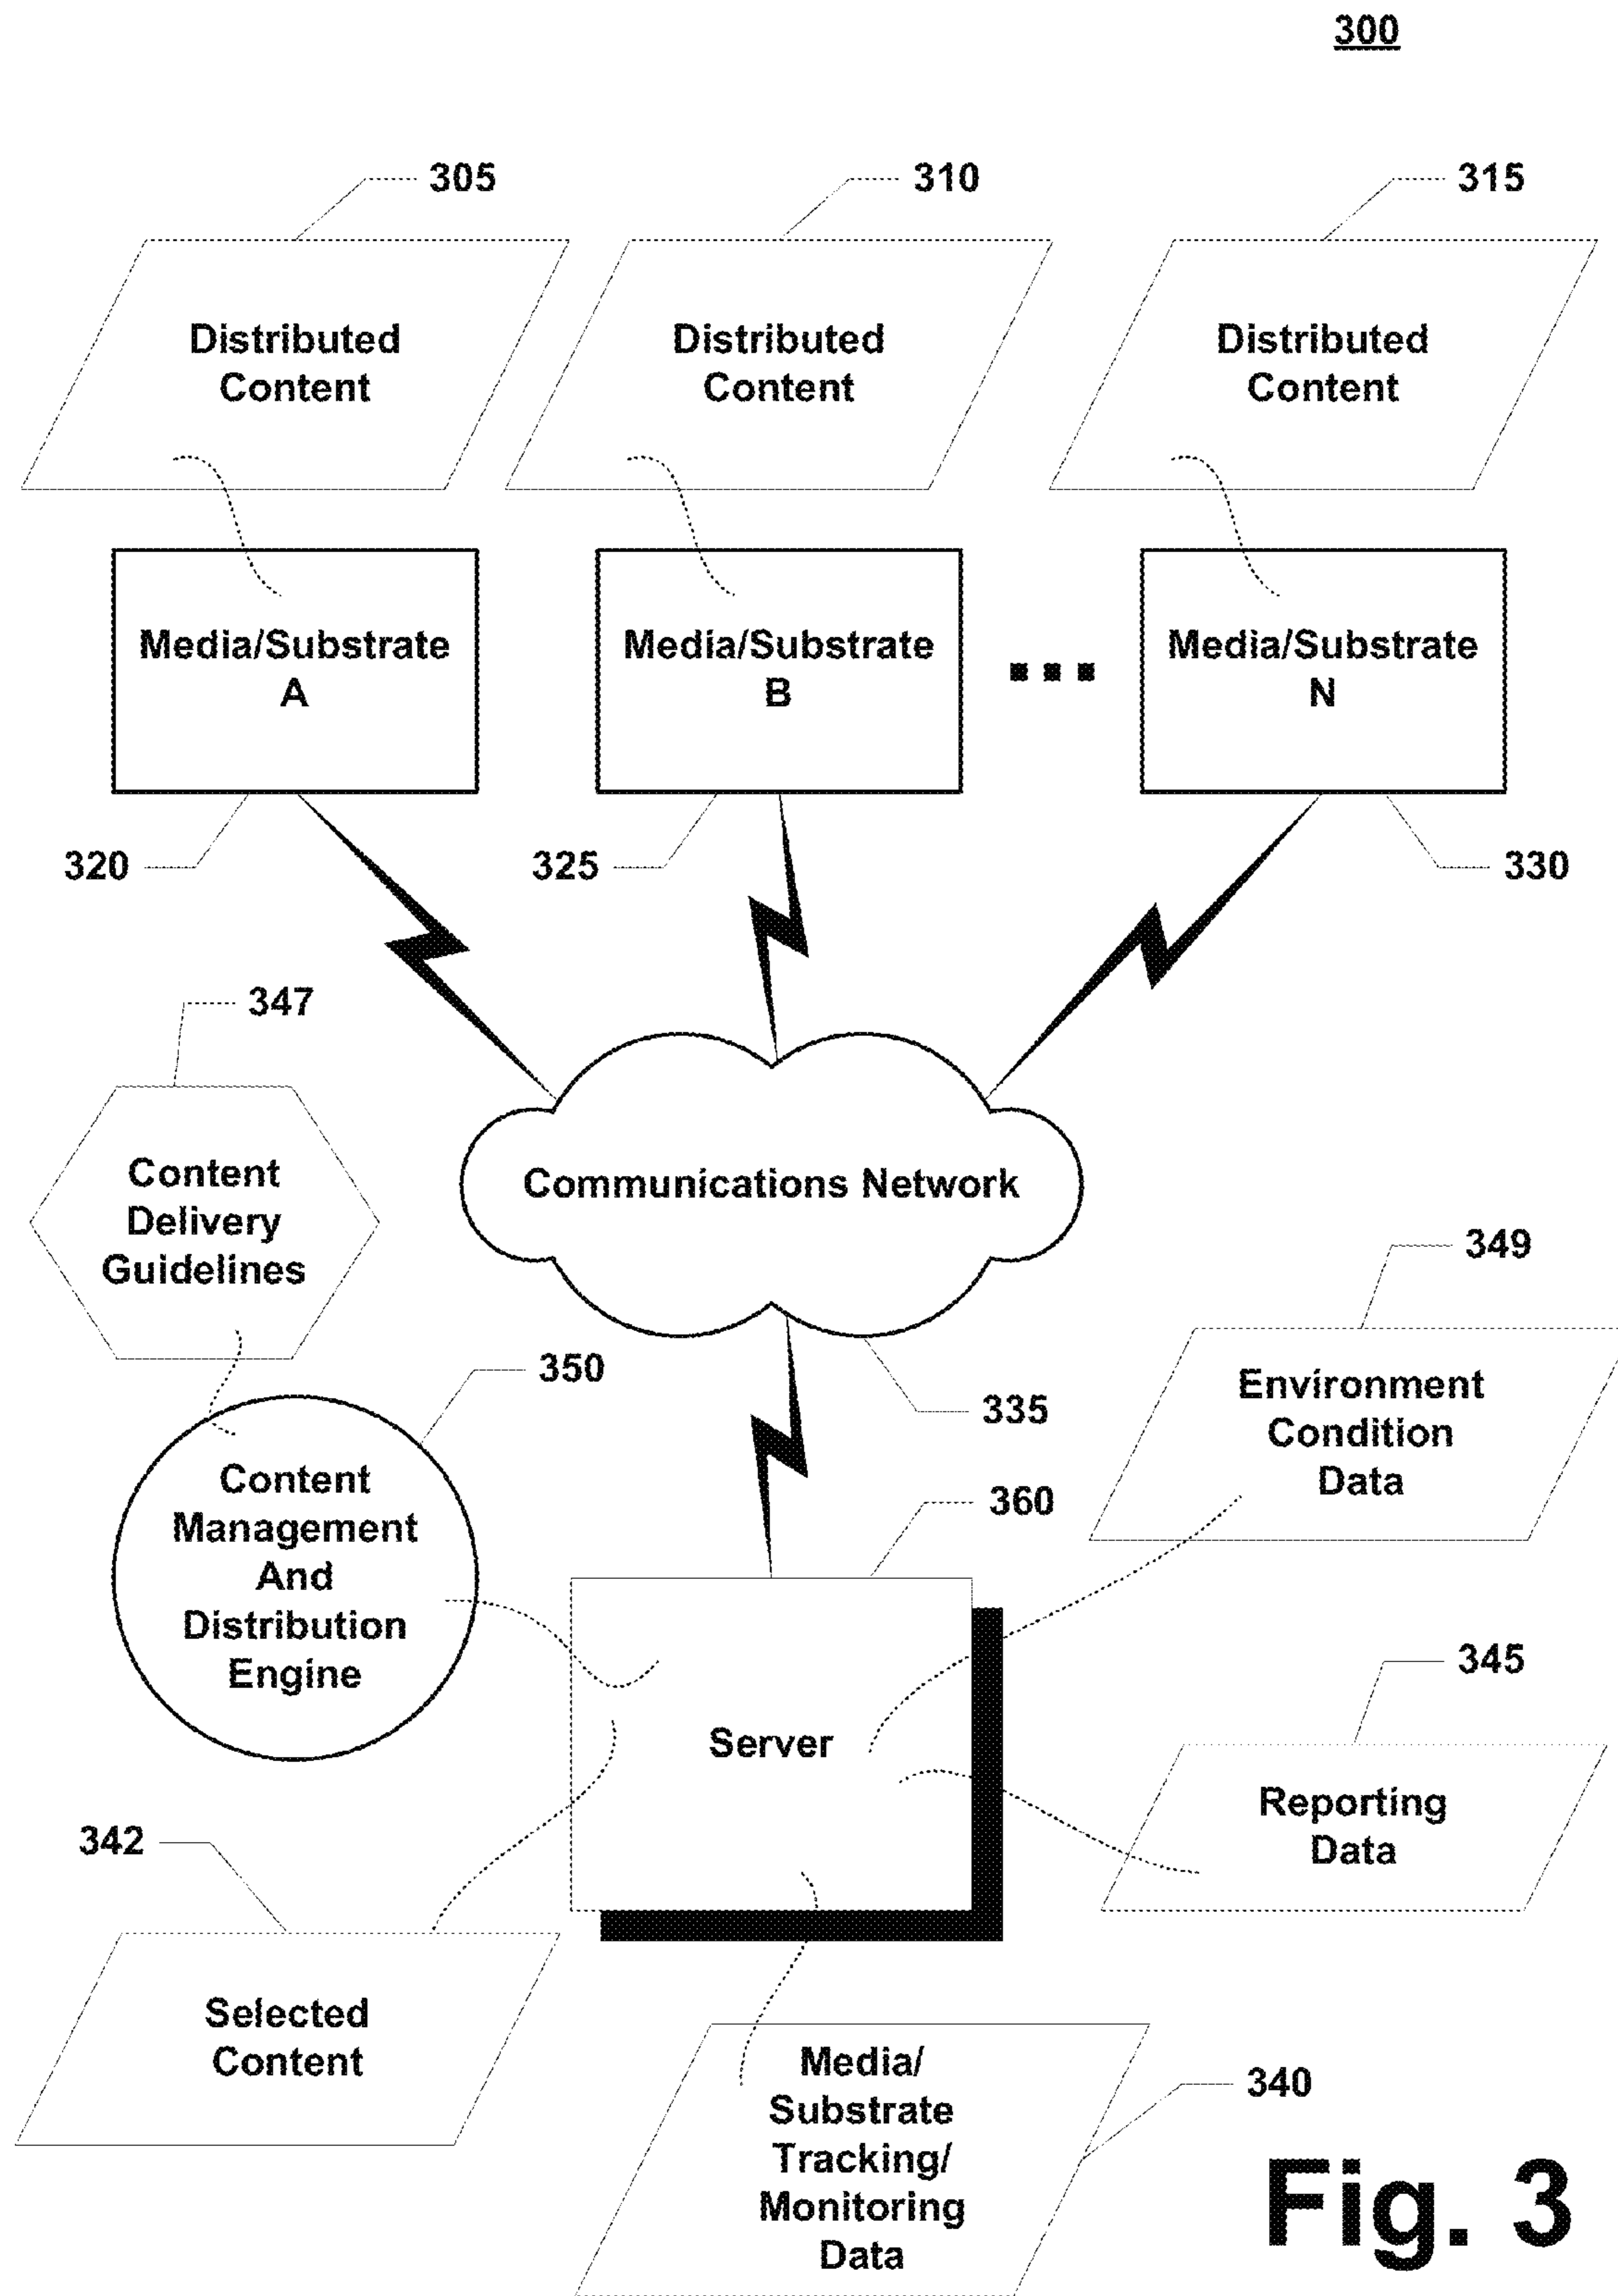 300
305
310
315
Distributed
Content
Distributed
Content
Distributed
Content
Media/Substrate
A
Media/Substrate
B
Media/Substrate
N
320
325
330
347
Content
Delivery
Guidelines
Communications Network
349
350
335
Environment
Condition
Data
Content
Management
And
Distribution
Engine
360
Server
345
Reporting
Data
342
Selected
Content
Media/
Substrate
Tracking/
Monitoring
Data
340
Fig. 3